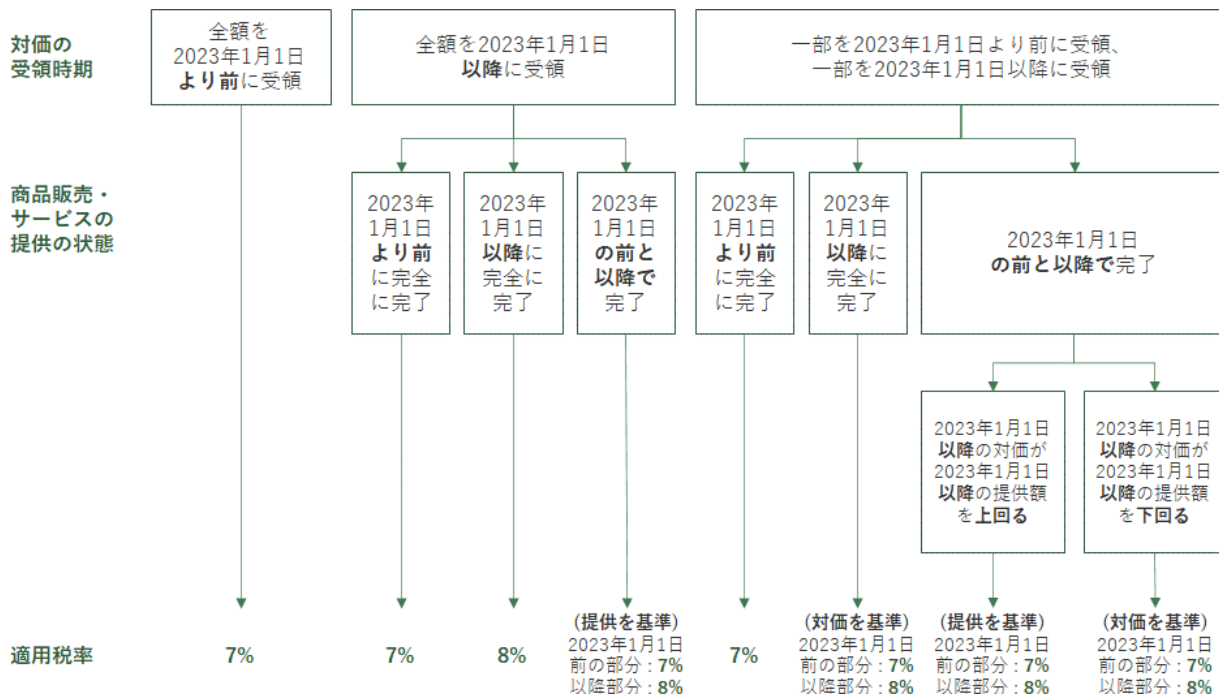 対価の
受領時期
全額を
2023年1月1日
より前に受領
全額を2023年1月1日
以降に受領
一部を2023年1月1日より前に受領、
一部を2023年1月1日以降に受領
商品販売・
サービスの
提供の状態
2023年
1月1日
より前
に完全
に完了
2023年
1月1日
以降に
完全に
完了
2023年
1月1日
の前と
以降で
完了
2023年
1月1日
より前
に完全
に完了
2023年
1月1日
以降に
完全に
完了
2023年1月1日
の前と以降で完了
2023年1月1日
以降の対価が
2023年1月1日
以降の提供額
を上回る
2023年1月1日
以降の対価が
2023年1月1日
以降の提供額
を下回る
適用税率
7%
7%
8%
(提供を基準)
2023年1月1日
前の部分:7%
以降部分:8%
7%
(対価を基準)
2023年1月1日
前の部分:7%
以降部分:8%
(提供を基準)
2023年1月1日
前の部分:7%
以降部分:8%
(対価を基準)
2023年1月1日
前の部分:7%
以降部分:8%